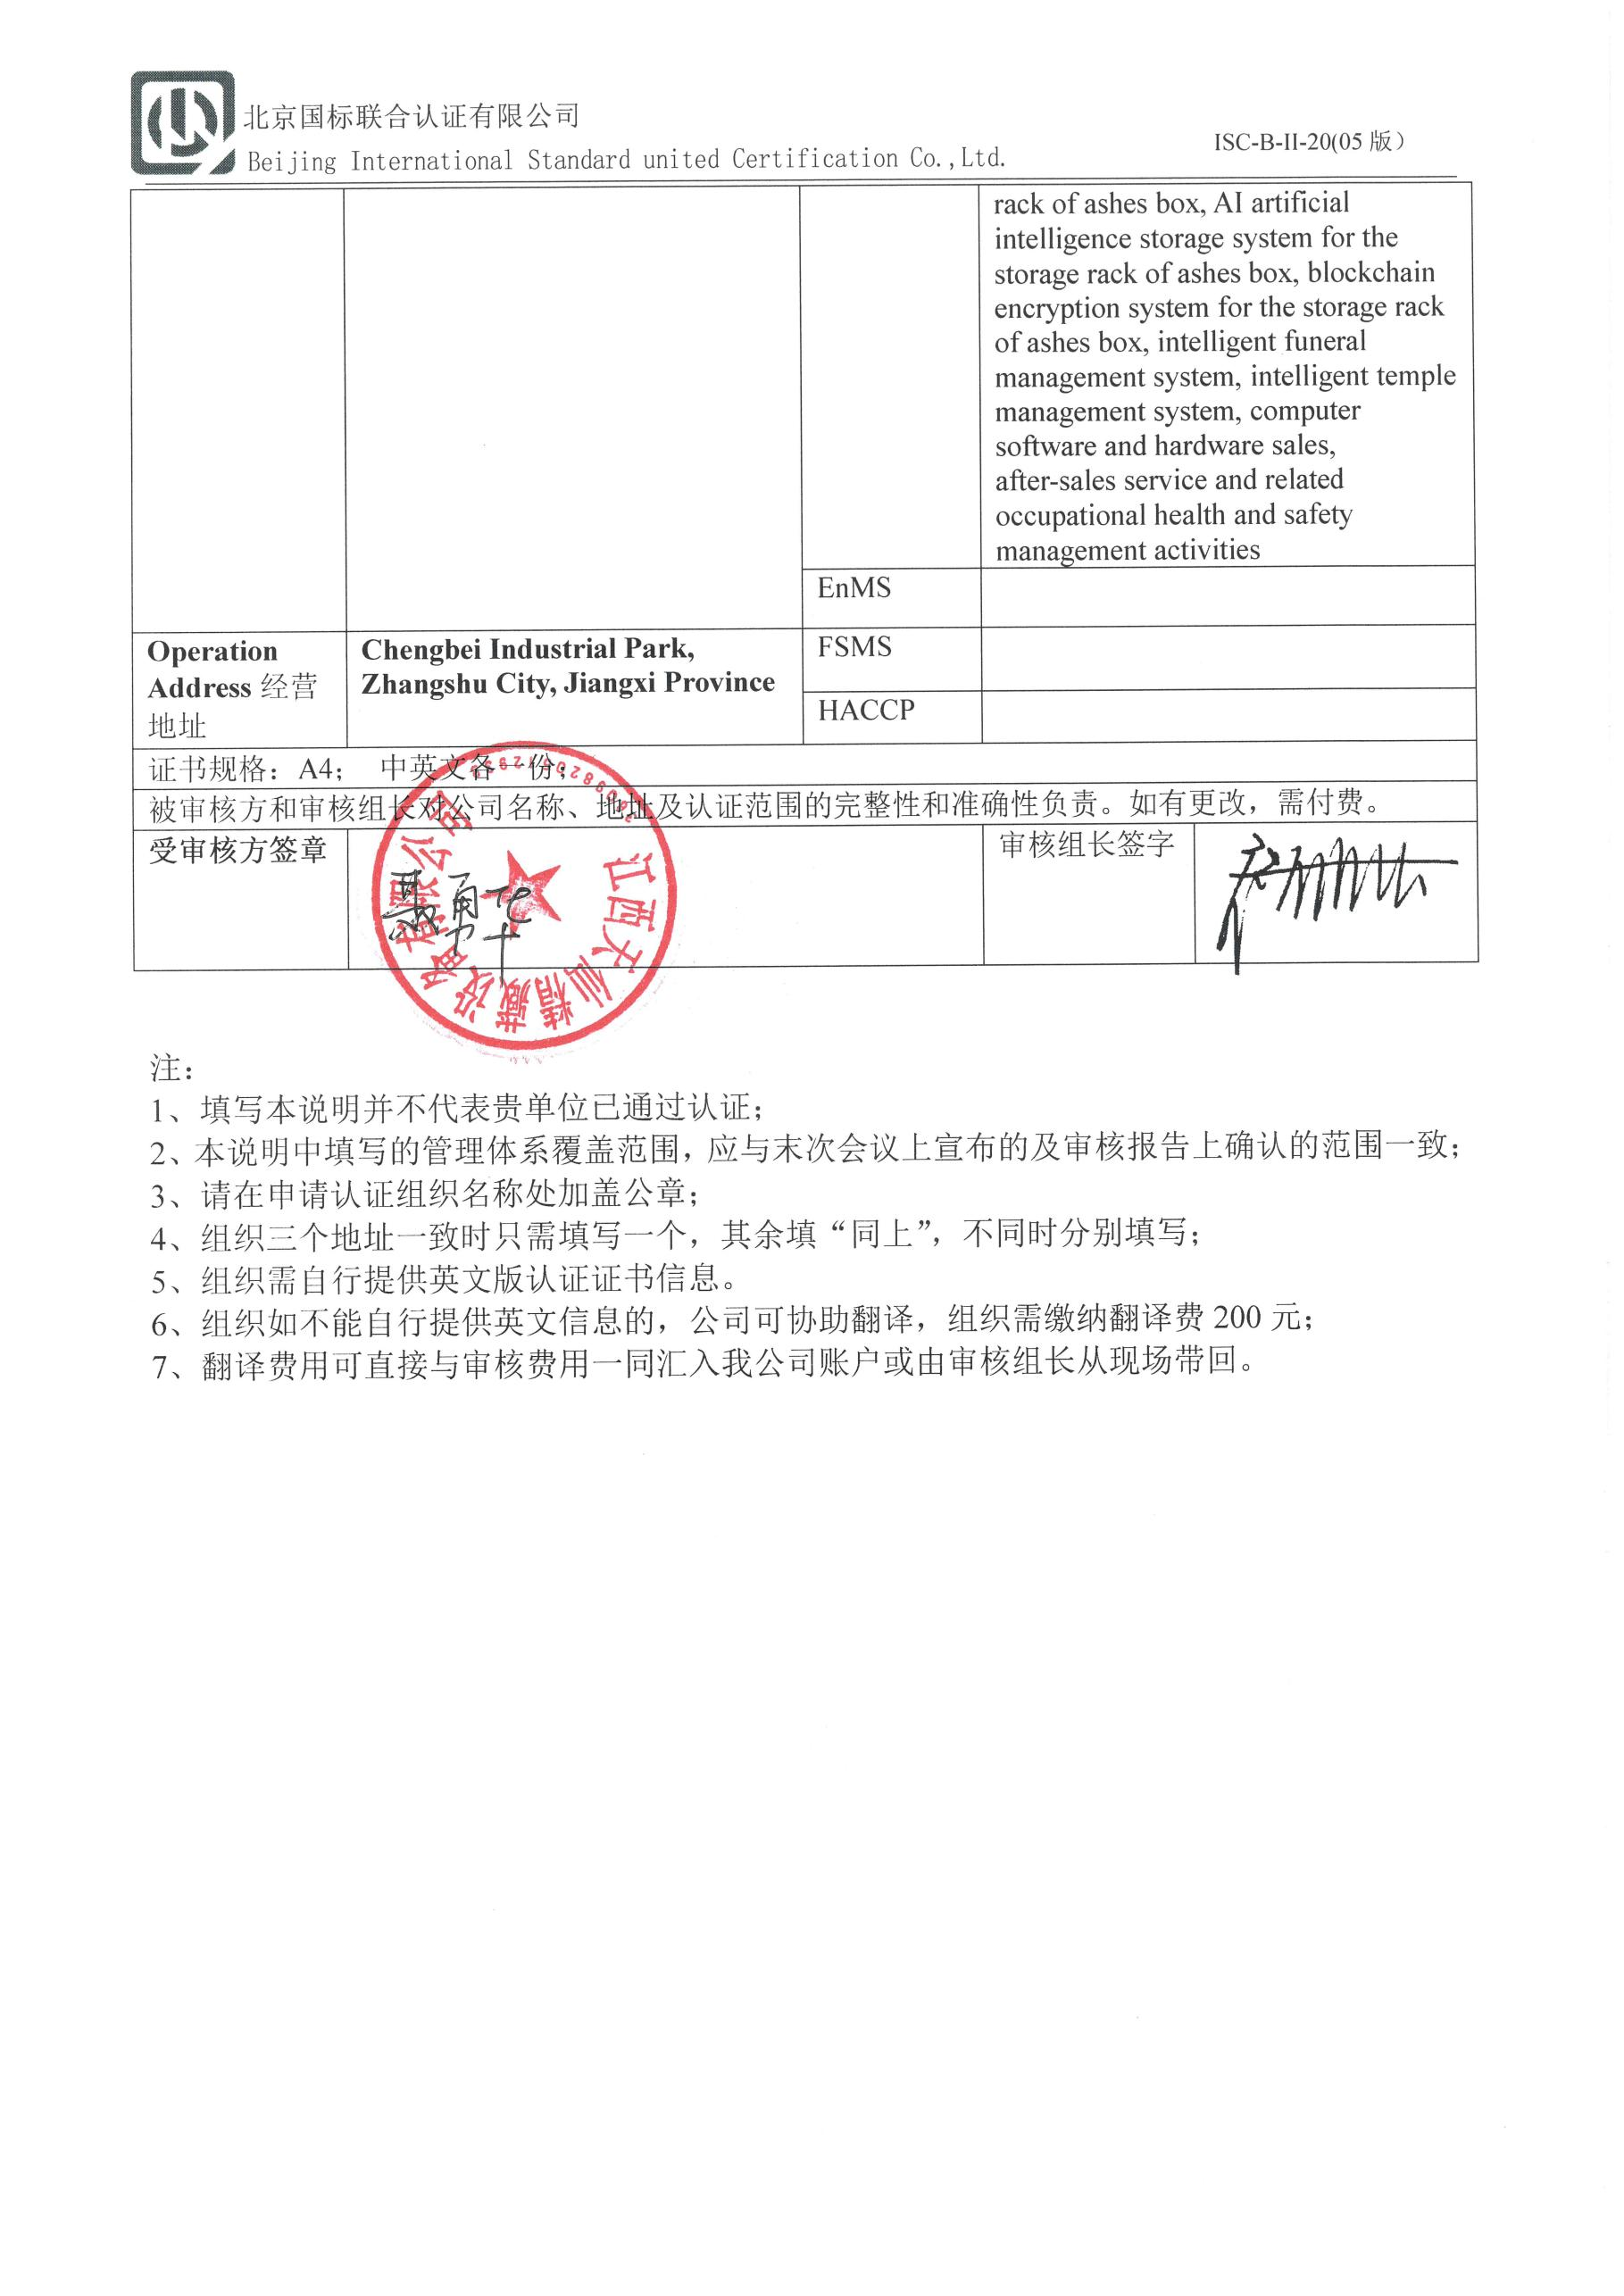 北京国标联合认证有限公司
Beijing International Standard united Certification Co.,Ltd.
ISC-B-II-20(05 版）
rack of ashes box, AI artificial
intelligence storage system for the
storage rack of ashes box, blockchain
encryption system for the storage rack
of ashes box, intelligent funeral
management system, intelligent temple
management system, computer
software and hardware sales,
after-sales service and related
occupational health and safety
management activities
EnMS
Operation
Address 经营
地址
Chengbei Industrial Park,
Zhangshu City, Jiangxi Province
FSMS
HACCP
证书规格：A4； 中英文各一份；
被审核方和审核组长对公司名称、地址及认证范围的完整性和准确性负责。如有更改，需付费。
受审核方签章
江西天仙精藏设备有限公司
审核组长签字
注：
1、填写本说明并不代表贵单位已通过认证；
2、本说明中填写的管理体系覆盖范围，应与末次会议上宣布的及审核报告上确认的范围一致；
3、请在申请认证组织名称处加盖公章；
4、组织三个地址一致时只需填写一个，其余填“同上”，不同时分别填写；
5、组织需自行提供英文版认证证书信息。
6、组织如不能自行提供英文信息的，公司可协助翻译，组织需缴纳翻译费 200 元；
7、翻译费用可直接与审核费用一同汇入我公司账户或由审核组长从现场带回。